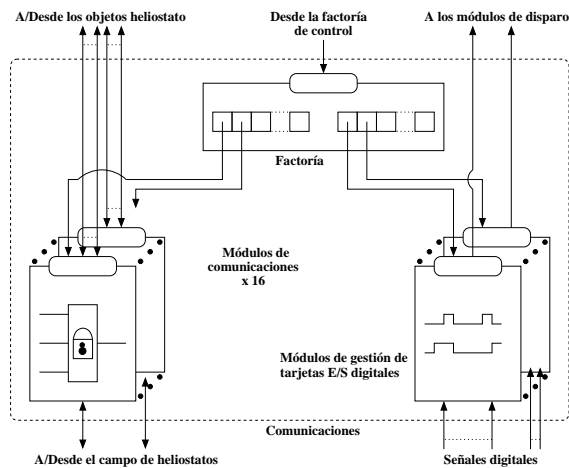 A/Desde los objetos heliostato
Desde la factoría
de control
A los módulos de disparo
Factoría
Módulos de
comunicaciones
x 16
Módulos de gestión de
tarjetas E/S digitales
Comunicaciones
A/Desde el campo de heliostatos
Señales digitales